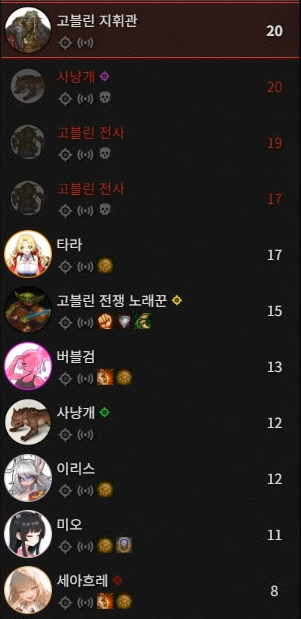 고블린 지휘관 20
사냥개 20
고블린 전사 19
고블린 전사 17
타라 17
고블린 전쟁 노래꾼 15
버블검 13
사냥개 12
이리스 12
미오 11
세아흐레 8